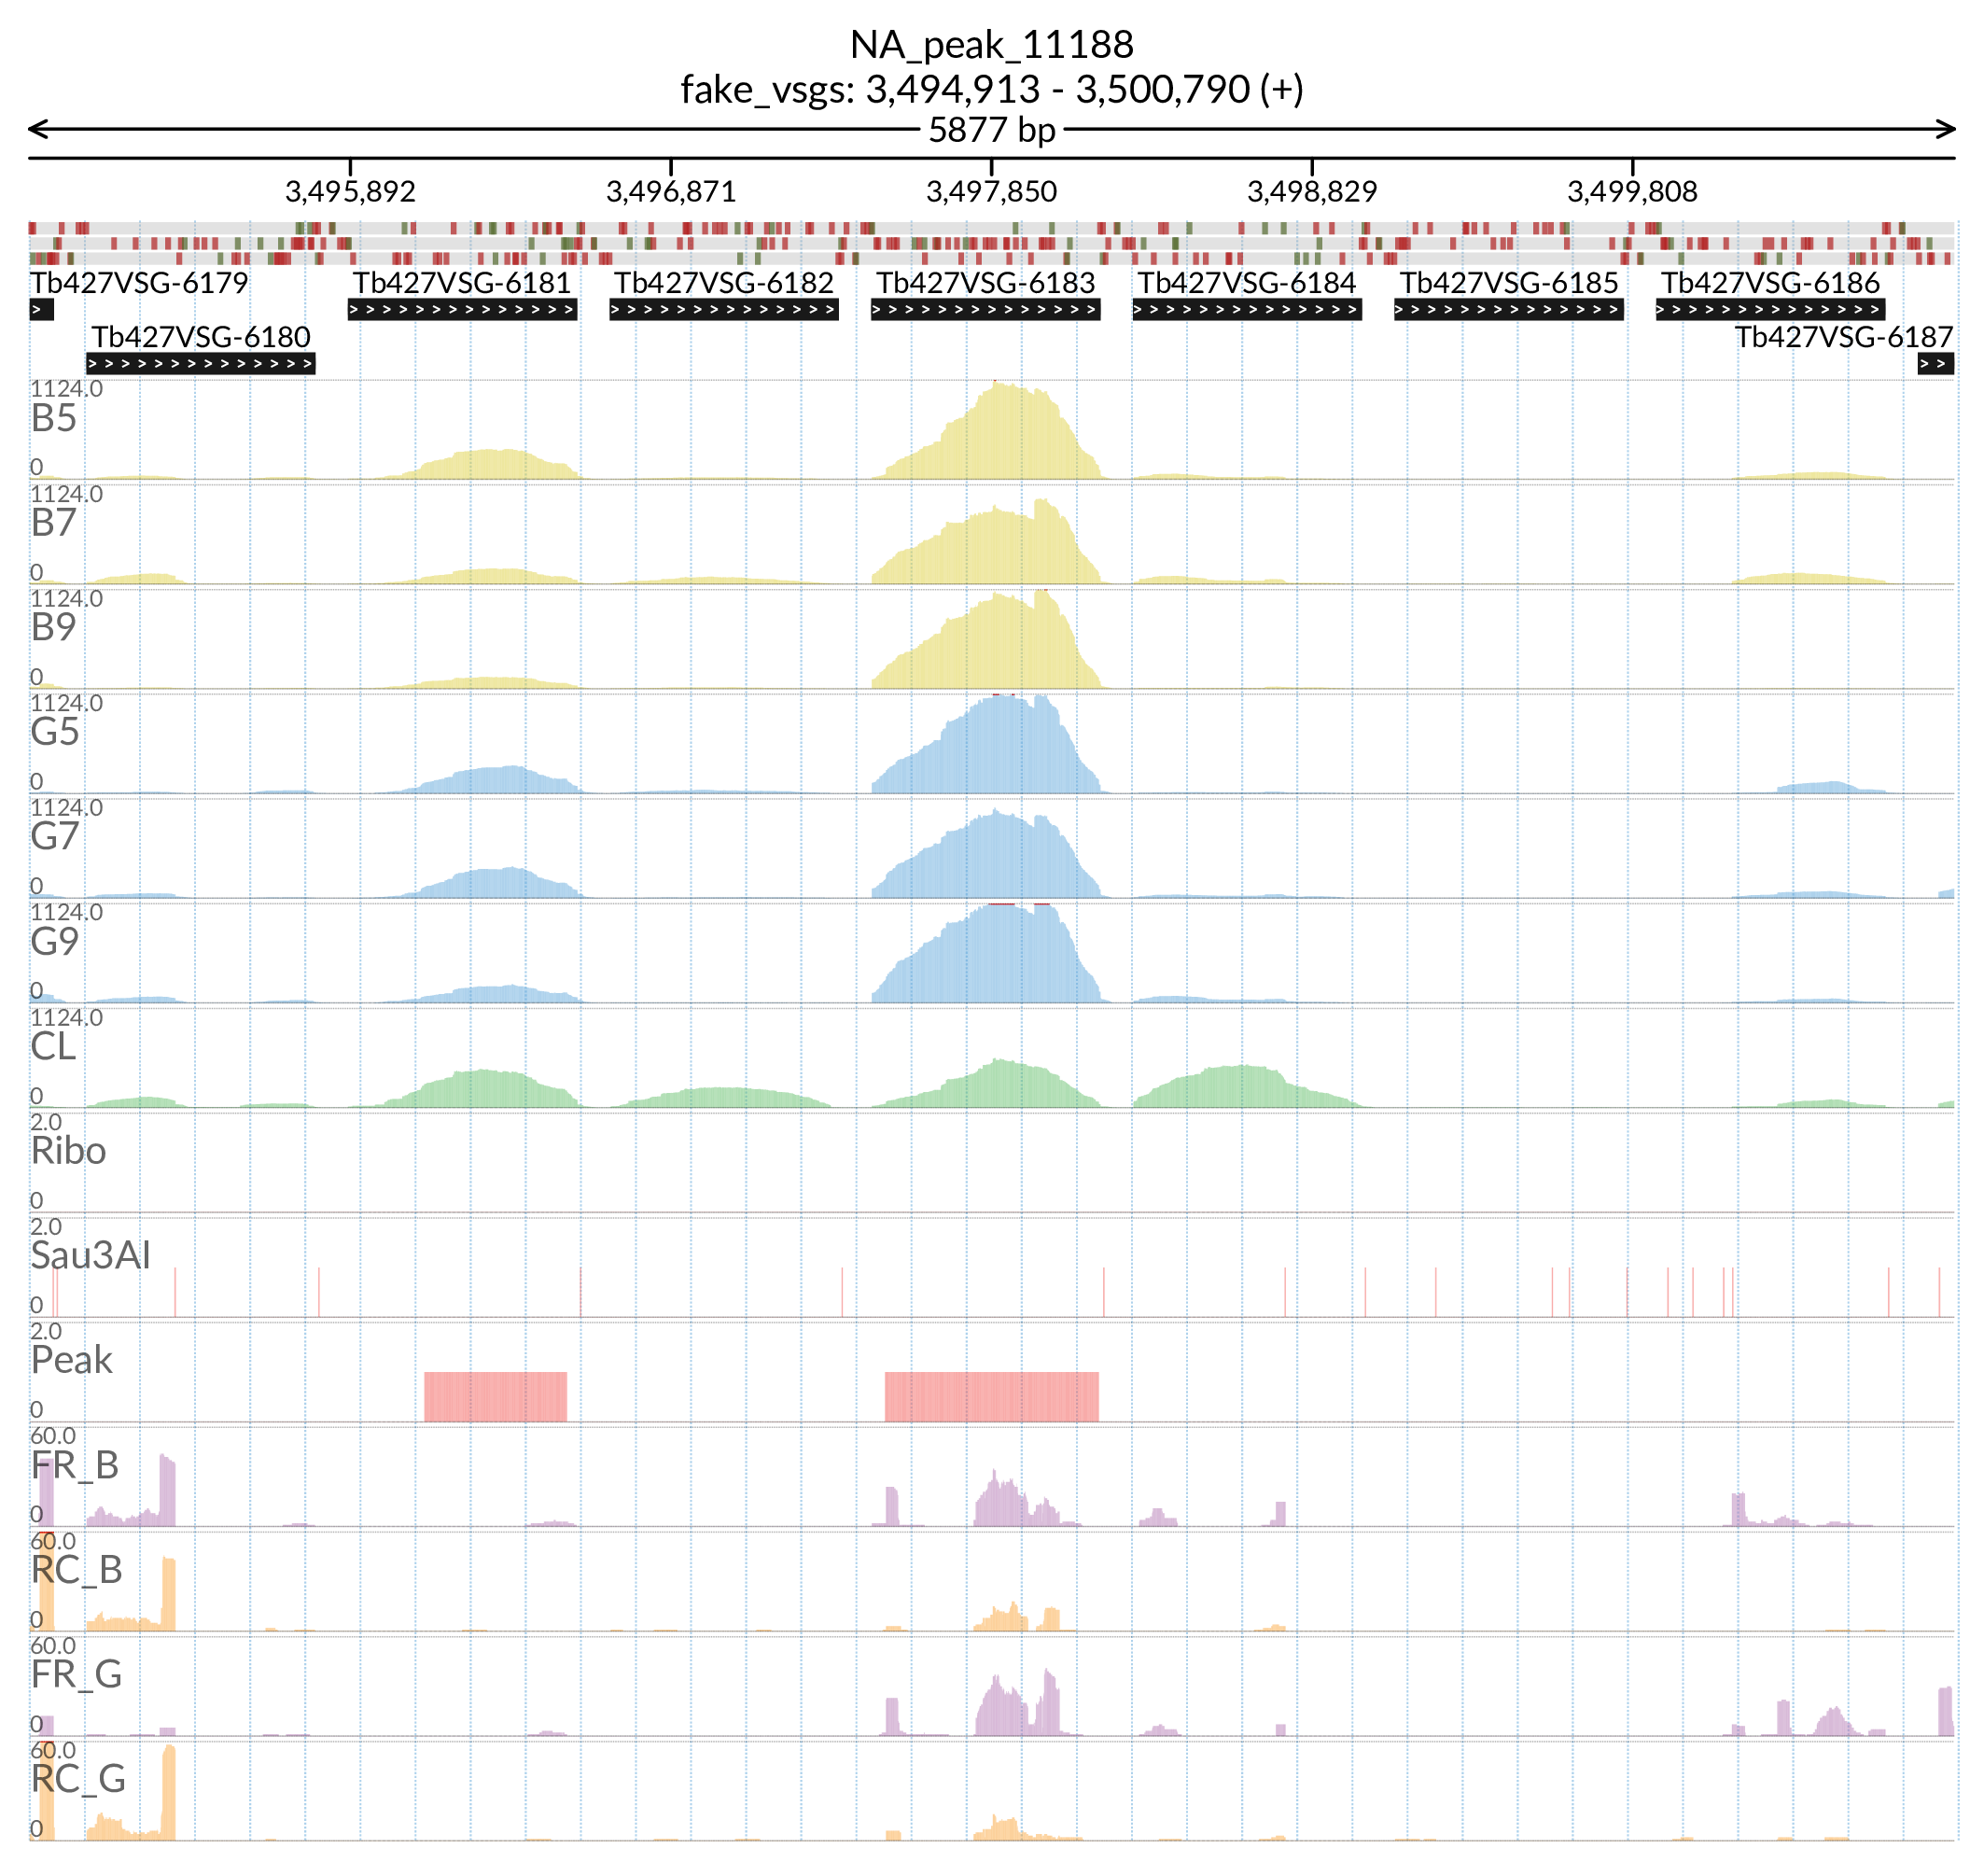 NA_peak_11188
fake_vsgs: 3,494,913 - 3,500,790 (+)
5877 bp
3,495,892 3,496,871 3,497,850 3,498,829 3,499,808
Tb427VSG-6179 Tb427VSG-6181 Tb427VSG-6182 Tb427VSG-6183 Tb427VSG-6184 Tb427VSG-6185 Tb427VSG-6186
Tb427VSG-6180 Tb427VSG-6187
1124.0
B5
0
1124.0
B7
0
1124.0
B9
0
1124.0
G5
0
1124.0
G7
0
1124.0
G9
0
1124.0
CL
0
2.0
Ribo
0
2.0
Sau3AI
0
2.0
Peak
0
60.0
FR_B
0
60.0
RC_B
0
60.0
FR_G
0
60.0
RC_G
0